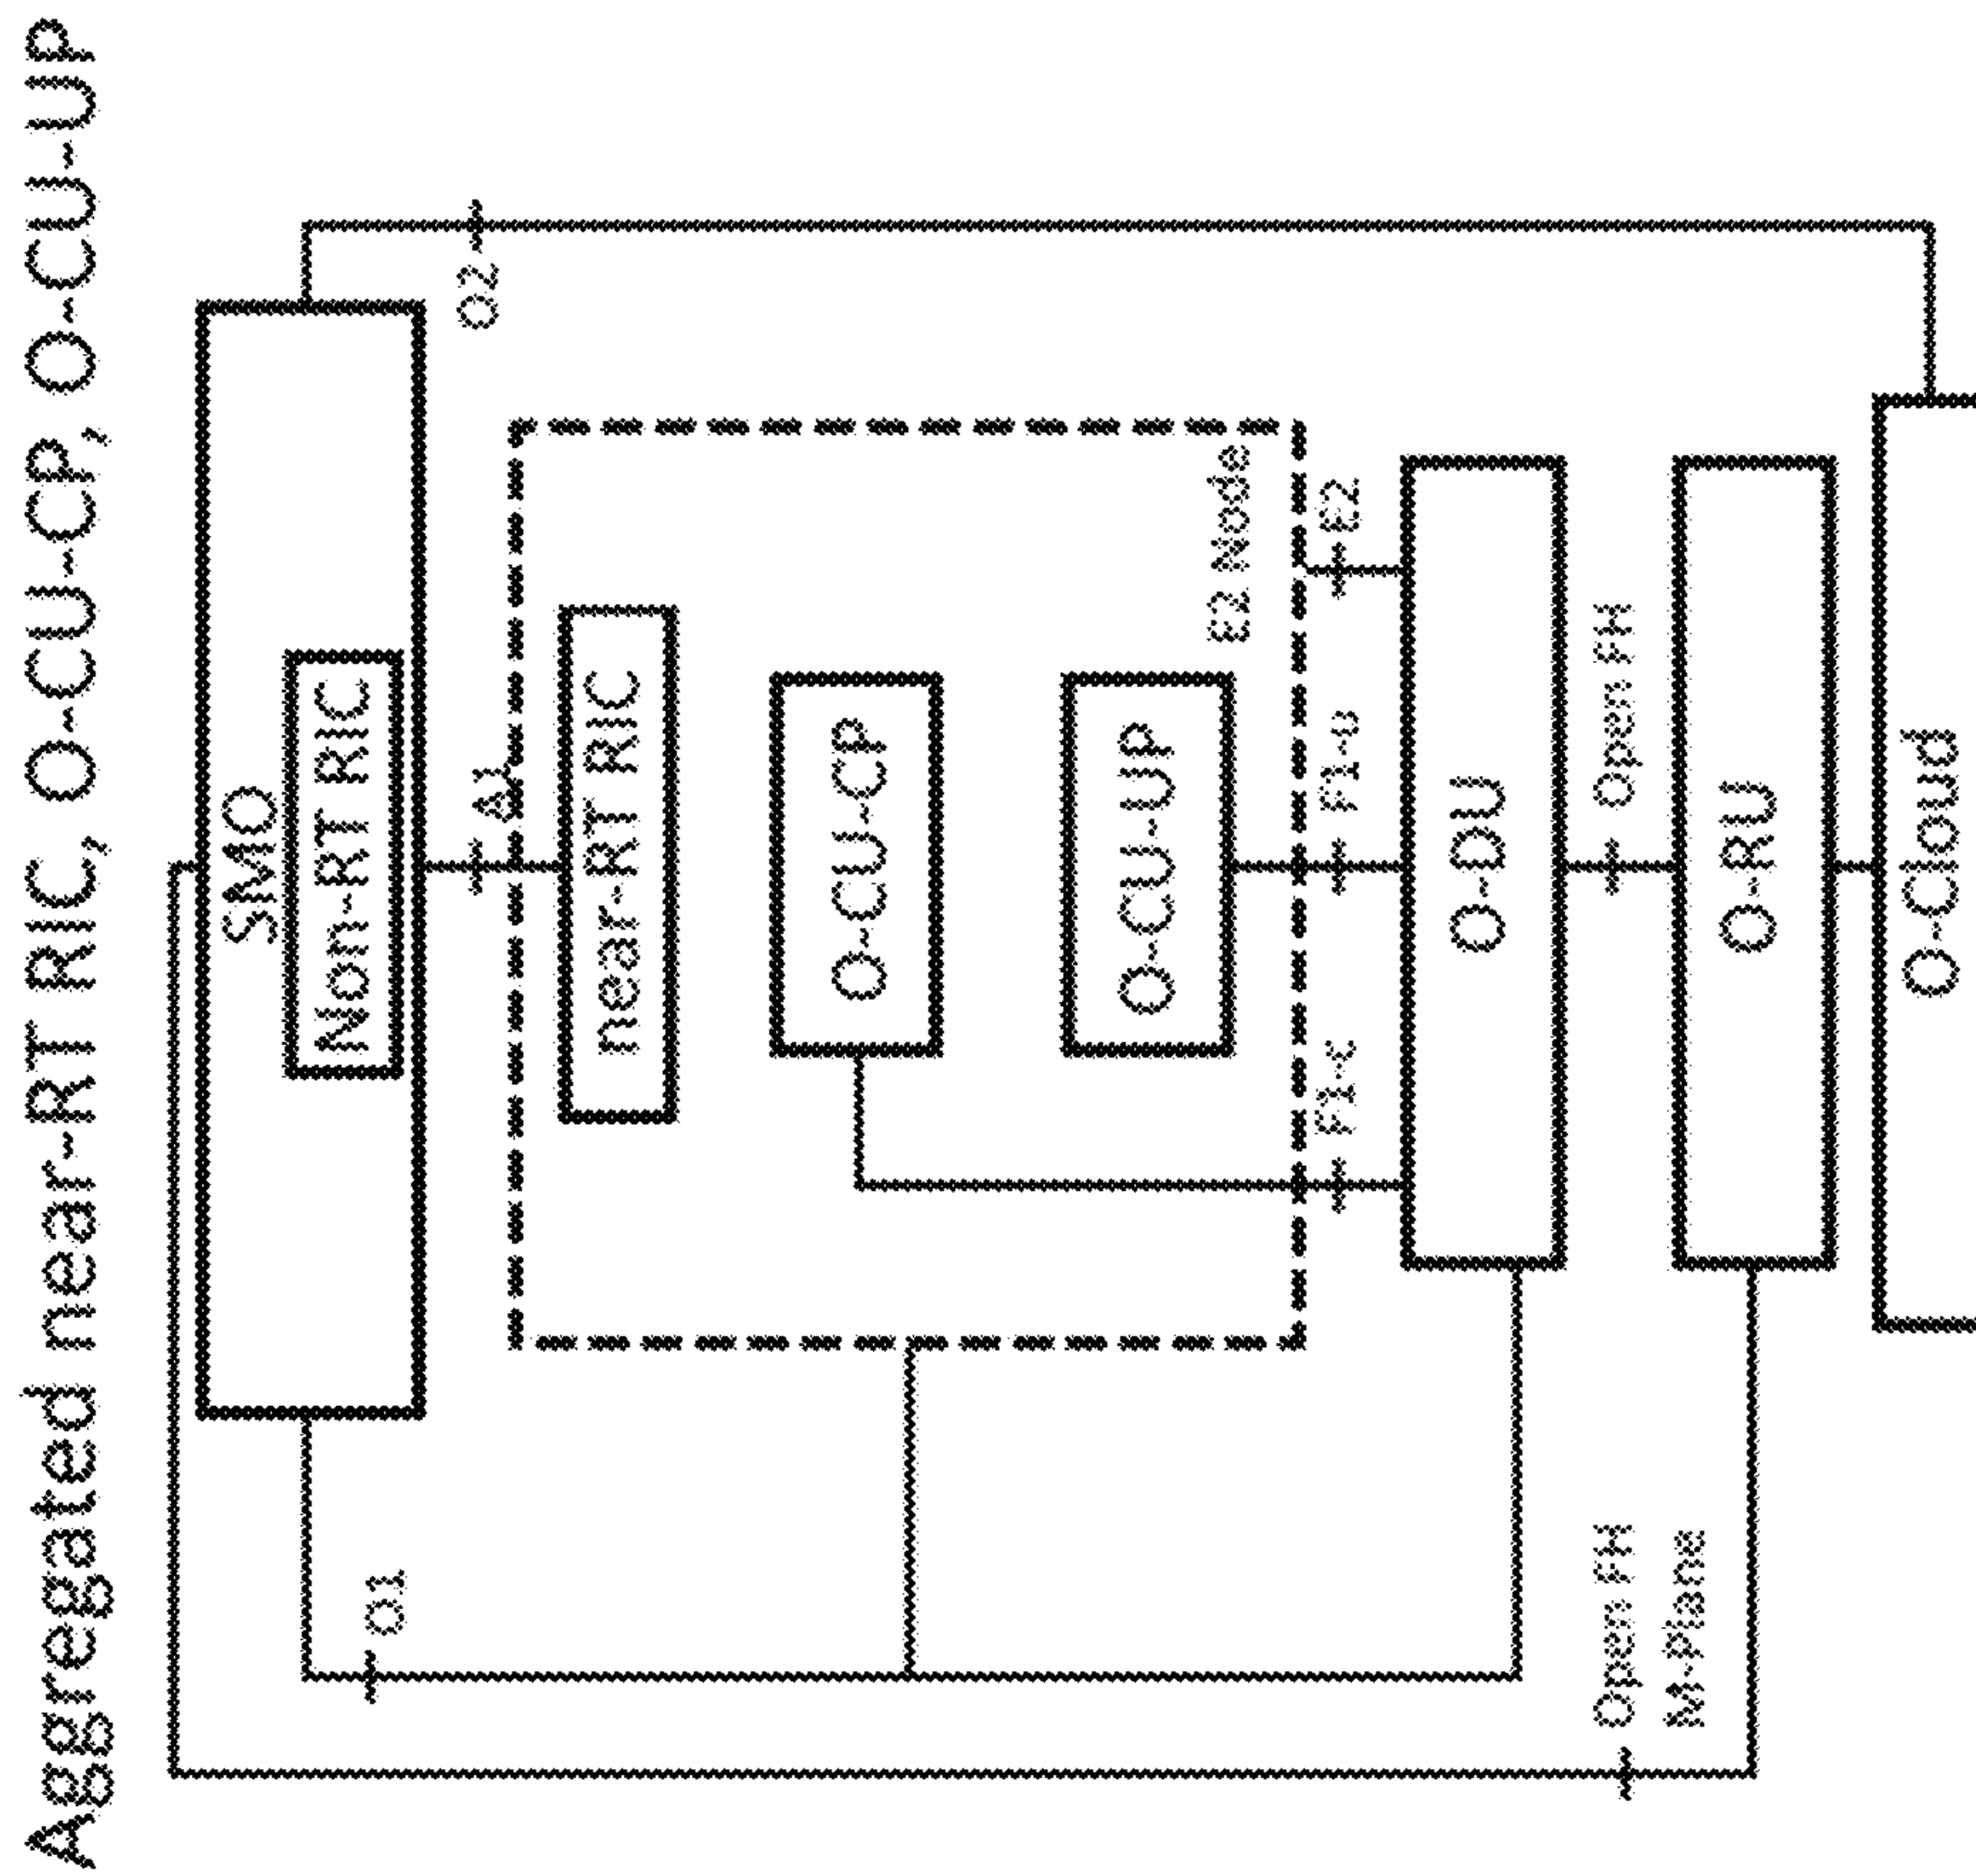 Aggregated near-RT RIC, O-CU-CP, O-CU-UP
SMO
Non-RT RIC
O1
A1
O2
near-RT RIC
O-CU-CP
O-CU-UP
E2 Node
F1-c
F1-u
E2
O-DU
Open FH
M-Plane
Open FH
O-RU
O-Cloud